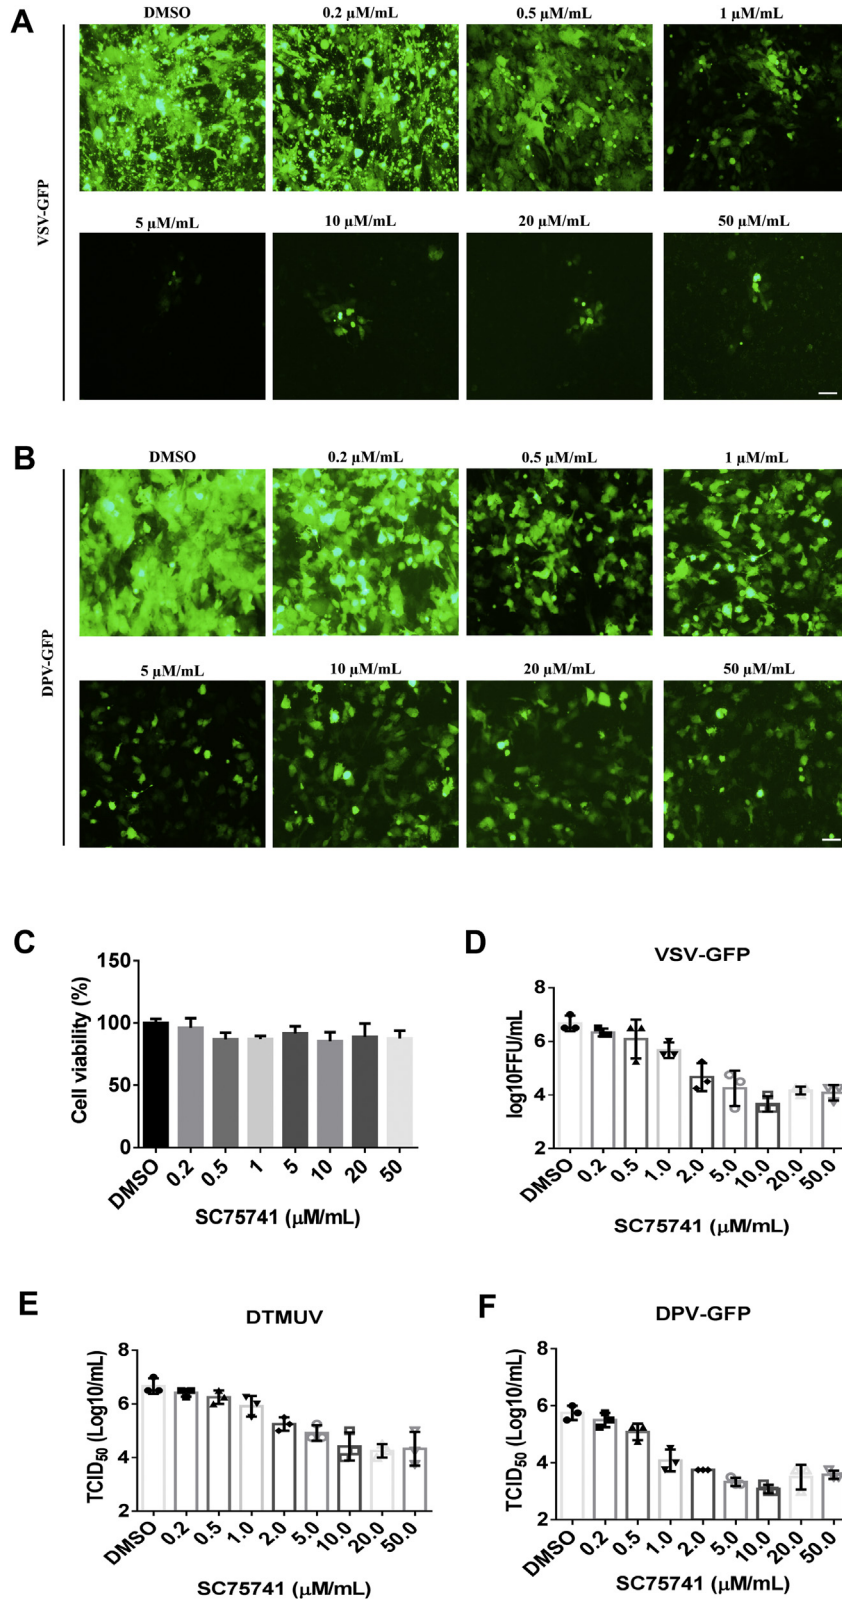 A
DMSO 0.2 µM/mL 0.5 µM/mL 1 µM/mL
VSV-GFP
5 µM/mL 10 µM/mL 20 µM/mL 50 µM/mL
B
DMSO 0.2 µM/mL 0.5 µM/mL 1 µM/mL
DPV-GFP
5 µM/mL 10 µM/mL 20 µM/mL 50 µM/mL
C
Cell viability (%)
150
100
50
0
DMSO 0.2 0.5 1 5 10 20 50
SC75741 (µM/mL)
D
VSV-GFP
log10FFU/mL
8
6
4
2
DMSO 0.2 0.5 1.0 2.0 5.0 10.0 20.0 50.0
SC75741 (µM/mL)
E
DTMUV
TCID50 (Log10/mL)
8
6
4
2
DMSO 0.2 0.5 1.0 2.0 5.0 10.0 20.0 50.0
SC75741 (µM/mL)
F
DPV-GFP
TCID50 (Log10/mL)
8
6
4
2
DMSO 0.2 0.5 1.0 2.0 5.0 10.0 20.0 50.0
SC75741 (µM/mL)